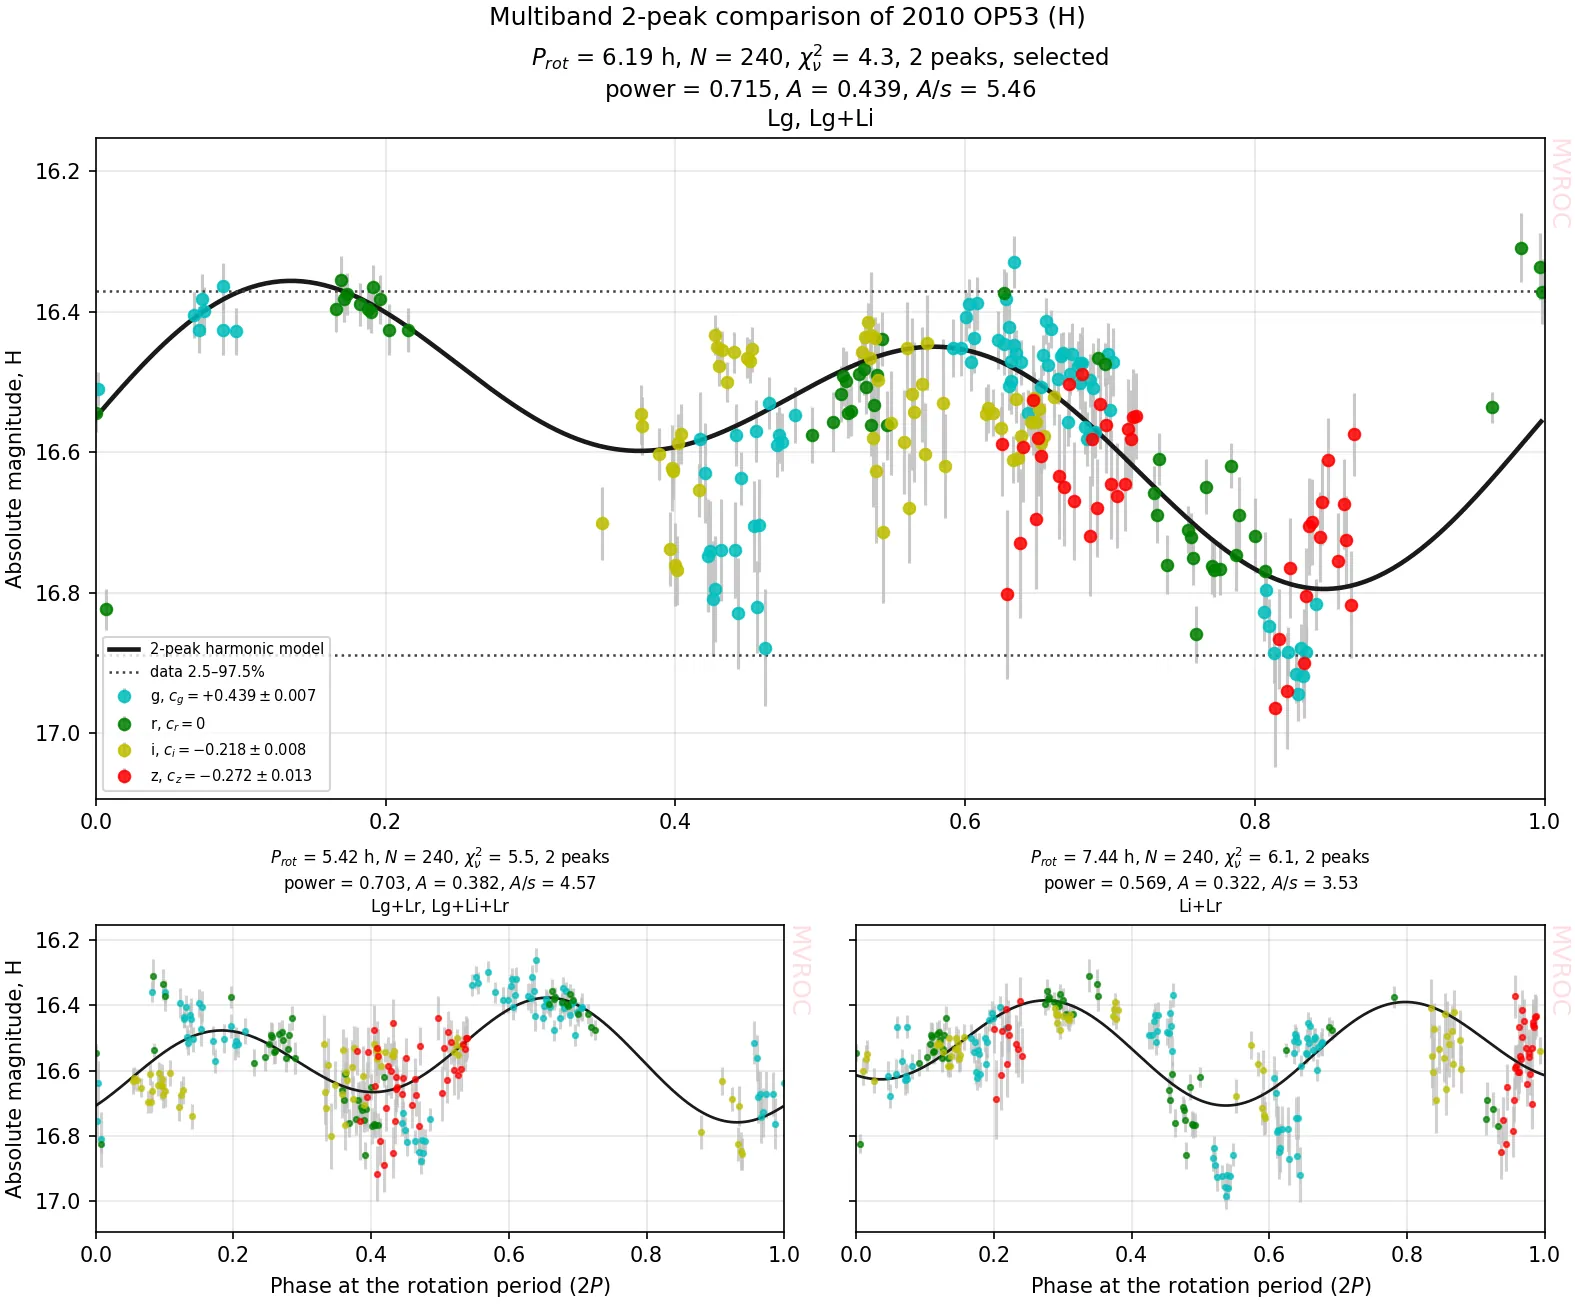 Multiband 2-peak comparison of 2010 OP53 (H)
P_rot = 6.19 h, N = 240, χ²_ν = 4.3, 2 peaks, selected
power = 0.715, A = 0.439, A/s = 5.46
Lg, Lg+Li
MVROC
Absolute magnitude, H
16.2
16.4
16.6
16.8
17.0
2-peak harmonic model
data 2.5–97.5%
g, c_g = +0.439 ± 0.007
r, c_r = 0
i, c_i = −0.218 ± 0.008
z, c_z = −0.272 ± 0.013
0.0 0.2 0.4 0.6 0.8 1.0
P_rot = 5.42 h, N = 240, χ²_ν = 5.5, 2 peaks
power = 0.703, A = 0.382, A/s = 4.57
Lg+Lr, Lg+Li+Lr
MVROC
Absolute magnitude, H
16.2
16.4
16.6
16.8
17.0
0.0 0.2 0.4 0.6 0.8 1.0
Phase at the rotation period (2P)
P_rot = 7.44 h, N = 240, χ²_ν = 6.1, 2 peaks
power = 0.569, A = 0.322, A/s = 3.53
Li+Lr
MVROC
0.0 0.2 0.4 0.6 0.8 1.0
Phase at the rotation period (2P)